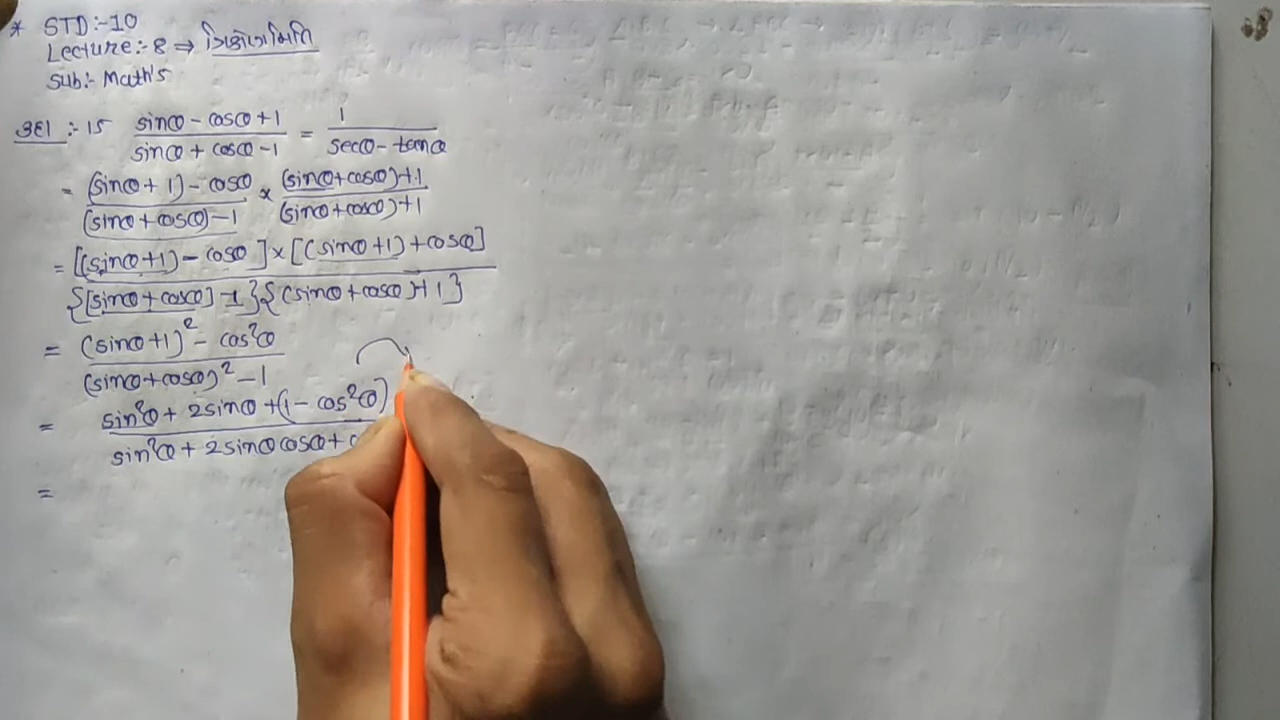 * STD:-10
Lecture:- 8 ⇒ ત્રિકોણમિતિ
Sub:- Math's
ઉદા :- 15 (sinθ - cosθ + 1)/(sinθ + cosθ - 1) = 1/(secθ - tanθ)
= ((sinθ + 1) - cosθ)/((sinθ + cosθ) - 1) × ((sinθ + cosθ) + 1)/((sinθ + cosθ) + 1)
= [(sinθ + 1) - cosθ] × [(sinθ + 1) + cosθ]
{[sinθ + cosθ] - 1}{(sinθ + cosθ) + 1}
= ((sinθ + 1)² - cos²θ)/((sinθ + cosθ)² - 1)
= sin²θ + 2sinθ + (1 - cos²θ)
sin²θ + 2sinθcosθ +
=